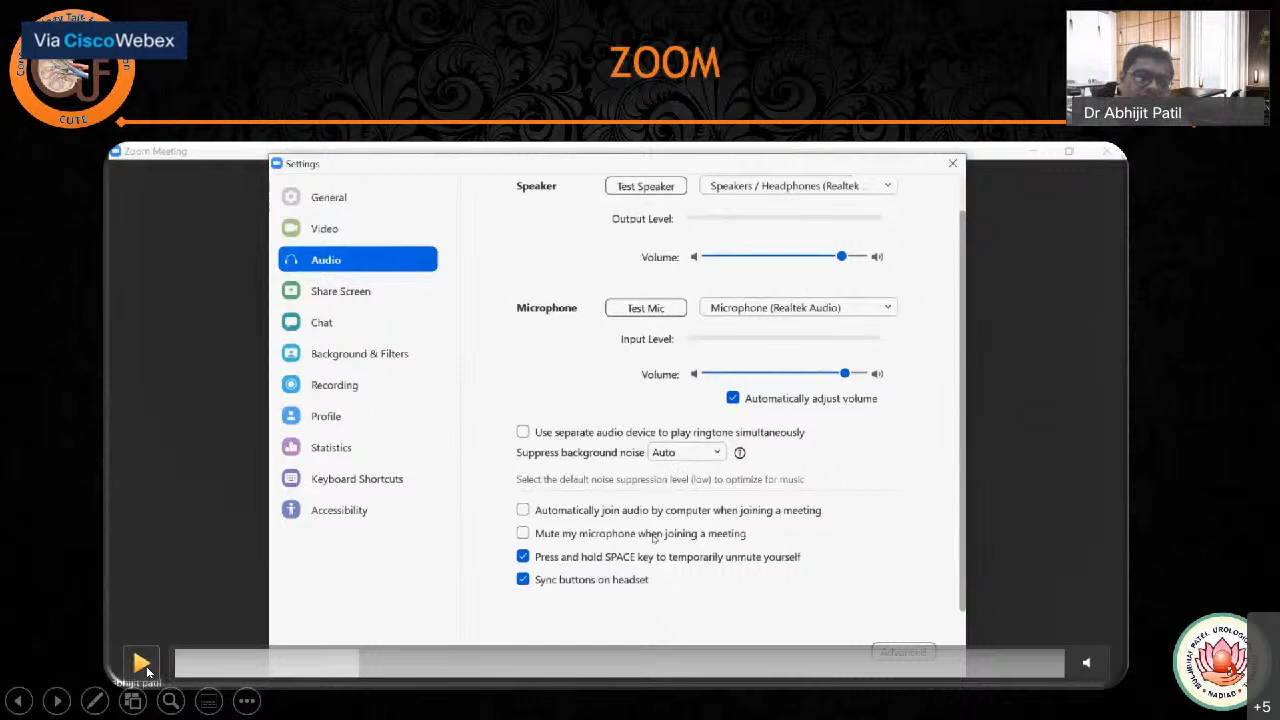 Via CiscoWebex
CUTE
ZOOM
Dr Abhijit Patil
Zoom Meeting
Settings
General
Video
Audio
Share Screen
Chat
Background & Filters
Recording
Profile
Statistics
Keyboard Shortcuts
Accessibility
Speaker
Test Speaker
Speakers / Headphones (Realtek ...
Output Level:
Volume:
Microphone
Test Mic
Microphone (Realtek Audio)
Input Level:
Volume:
Automatically adjust volume
Use separate audio device to play ringtone simultaneously
Suppress background noise Auto
Select the default noise suppression level (low) to optimize for music
Automatically join audio by computer when joining a meeting
Mute my microphone when joining a meeting
Press and hold SPACE key to temporarily unmute yourself
Sync buttons on headset
Advanced
abhijit patil
NADIAD
+5